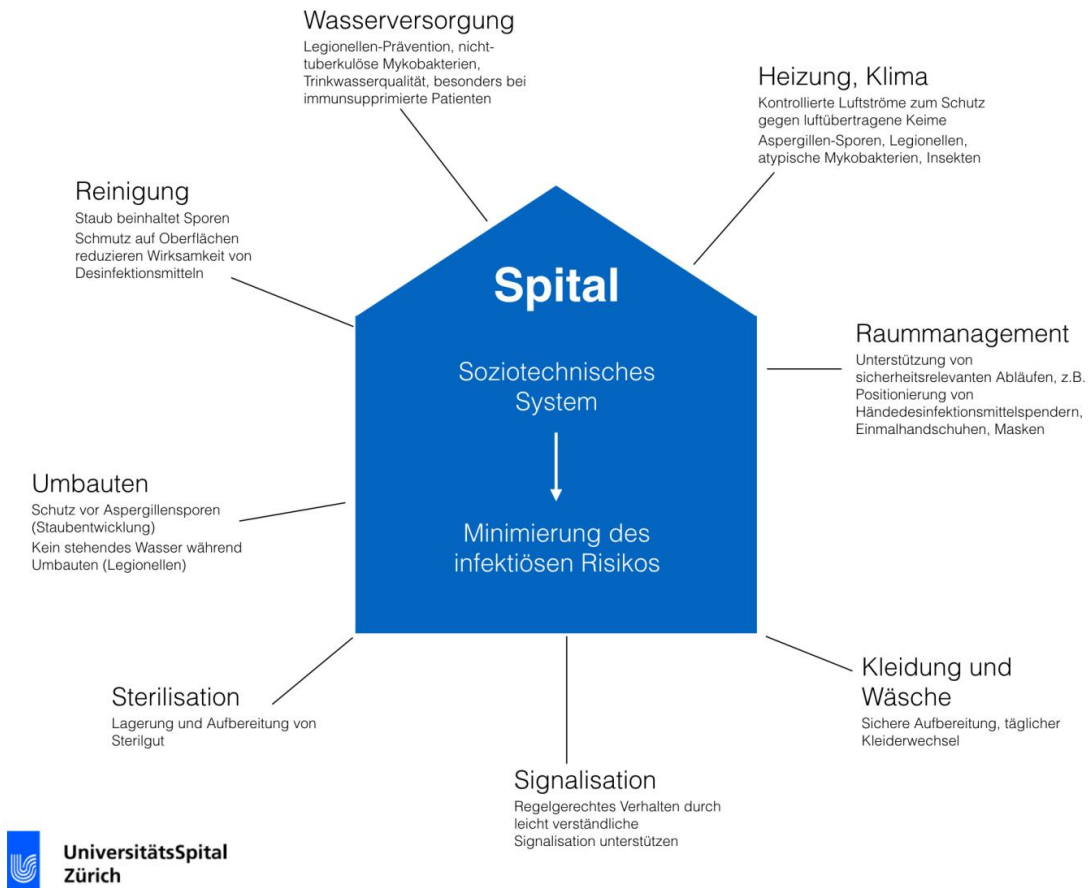 Wasserversorgung
Legionellen-Prävention, nicht-
tuberkulöse Mykobakterien,
Trinkwasserqualität, besonders bei
immunsupprimierte Patienten
Heizung, Klima
Kontrollierte Luftströme zum Schutz
gegen luftübertragene Keime
Aspergillen-Sporen, Legionellen,
atypische Mykobakterien, Insekten
Reinigung
Staub beinhaltet Sporen
Schmutz auf Oberflächen
reduzieren Wirksamkeit von
Desinfektionsmitteln
Spital
Soziotechnisches
System
Minimierung des
infektiösen Risikos
Raummanagement
Unterstützung von
sicherheitsrelevanten Abläufen, z.B.
Positionierung von
Händedesinfektionsmittelspendern,
Einmalhandschuhen, Masken
Umbauten
Schutz vor Aspergillensporen
(Staubentwicklung)
Kein stehendes Wasser während
Umbauten (Legionellen)
Sterilisation
Lagerung und Aufbereitung von
Sterilgut
Kleidung und
Wäsche
Sichere Aufbereitung, täglicher
Kleiderwechsel
Signalisation
Regelgerechtes Verhalten durch
leicht verständliche
Signalisation unterstützen
UniversitätsSpital
Zürich